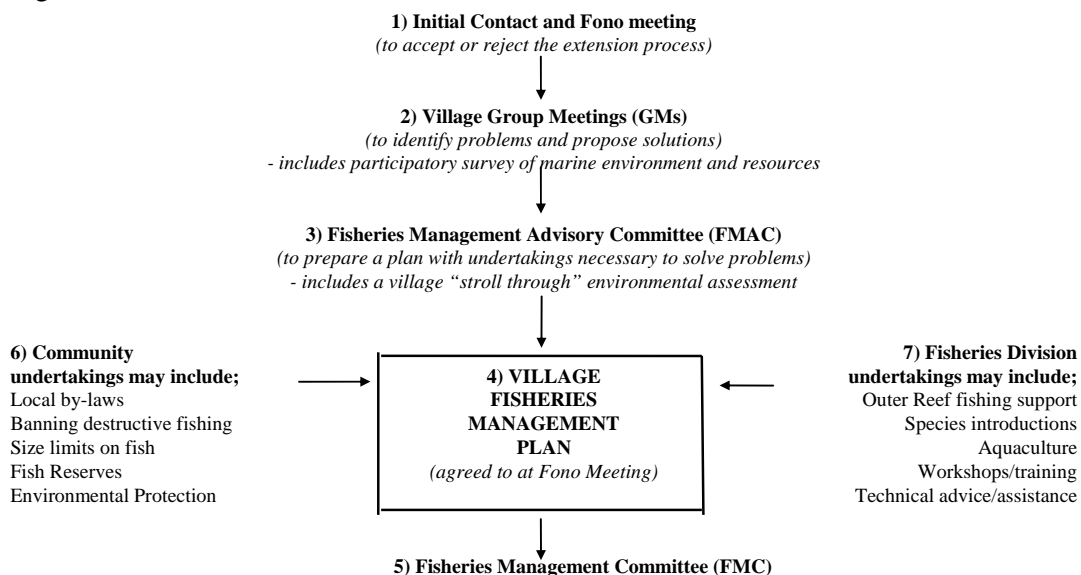 1) Initial Contact and Fono meeting
(to accept or reject the extension process)
2) Village Group Meetings (GMs)
(to identify problems and propose solutions)
- includes participatory survey of marine environment and resources
3) Fisheries Management Advisory Committee (FMAC)
(to prepare a plan with undertakings necessary to solve problems)
- includes a village “stroll through” environmental assessment
6) Community
undertakings may include;
Local by-laws
Banning destructive fishing
Size limits on fish
Fish Reserves
Environmental Protection
4) VILLAGE
FISHERIES
MANAGEMENT
PLAN
(agreed to at Fono Meeting)
7) Fisheries Division
undertakings may include;
Outer Reef fishing support
Species introductions
Aquaculture
Workshops/training
Technical advice/assistance
5) Fisheries Management Committee (FMC)